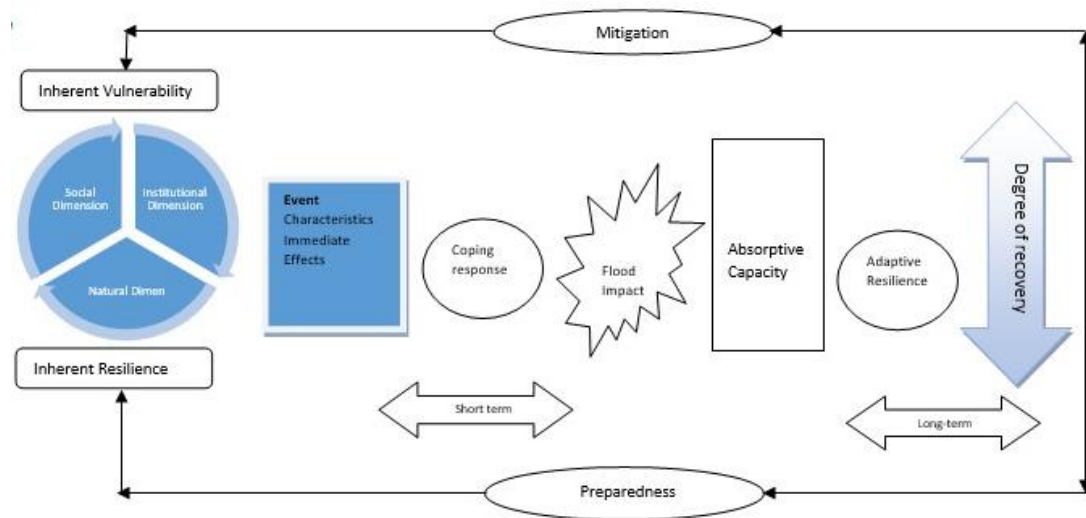 Mitigation
Inherent Vulnerability
Social
Dimension
Institutional
Dimension
Natural Dimen
Inherent Resilience
Event
Characteristics
Immediate
Effects
Coping
response
Flood
Impact
Absorptive
Capacity
Adaptive
Resilience
Degree of recovery
Short term
Long-term
Preparedness